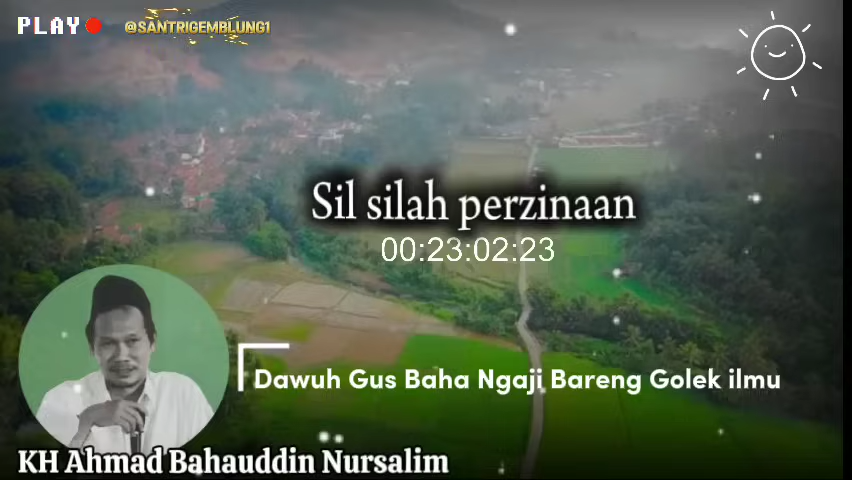 PLAY
@SANTRIGEMBLUNG1
Sil silah perzinaan
00:23:02:23
Dawuh Gus Baha Ngaji Bareng Golek ilmu
KH Ahmad Bahauddin Nursalim